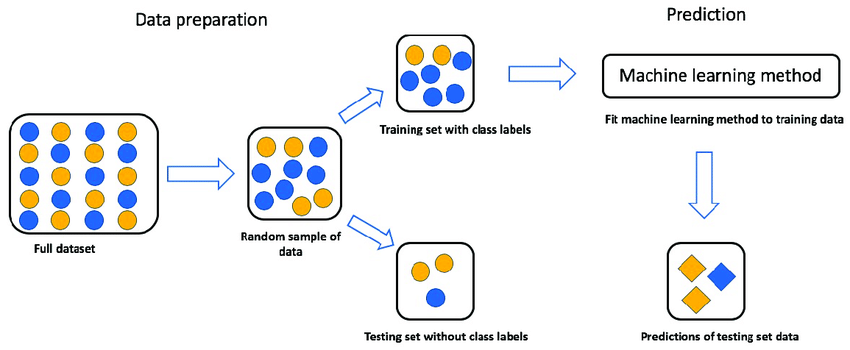 Data preparation
Prediction
Machine learning method
Training set with class labels
Fit machine learning method to training data
Full dataset
Random sample of
data
Testing set without class labels
Predictions of testing set data